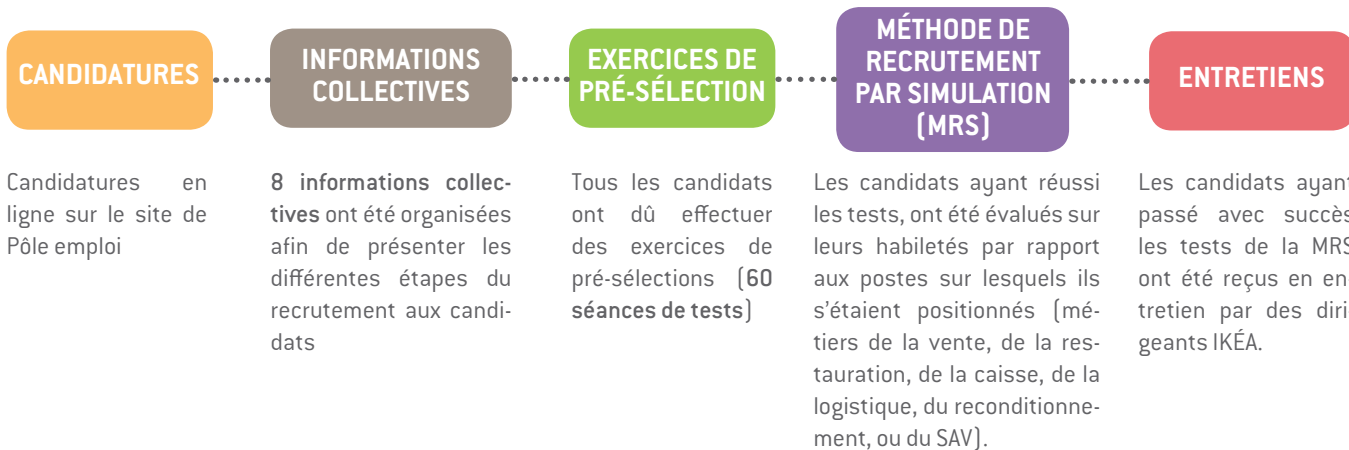 CANDIDATURES
Candidatures en
ligne sur le site de
Pôle emploi
INFORMATIONS
COLLECTIVES
8 informations collec-
tives ont été organisées
afin de présenter les
différentes étapes du
recrutement aux candi-
dats
EXERCICES DE
PRÉ-SÉLECTION
Tous les candidats
ont dû effectuer
des exercices de
pré-sélections (60
séances de tests)
MÉTHODE DE
RECRUTEMENT
PAR SIMULATION
(MRS)
Les candidats ayant réussi
les tests, ont été évalués sur
leurs habiletés par rapport
aux postes sur lesquels ils
s’étaient positionnés (mé-
tiers de la vente, de la res-
tauration, de la caisse, de la
logistique, du reconditionne-
ment, ou du SAV).
ENTRETIENS
Les candidats ayant
passé avec succès
les tests de la MRS
ont été reçus en en-
tretien par des diri-
geants IKÉA.